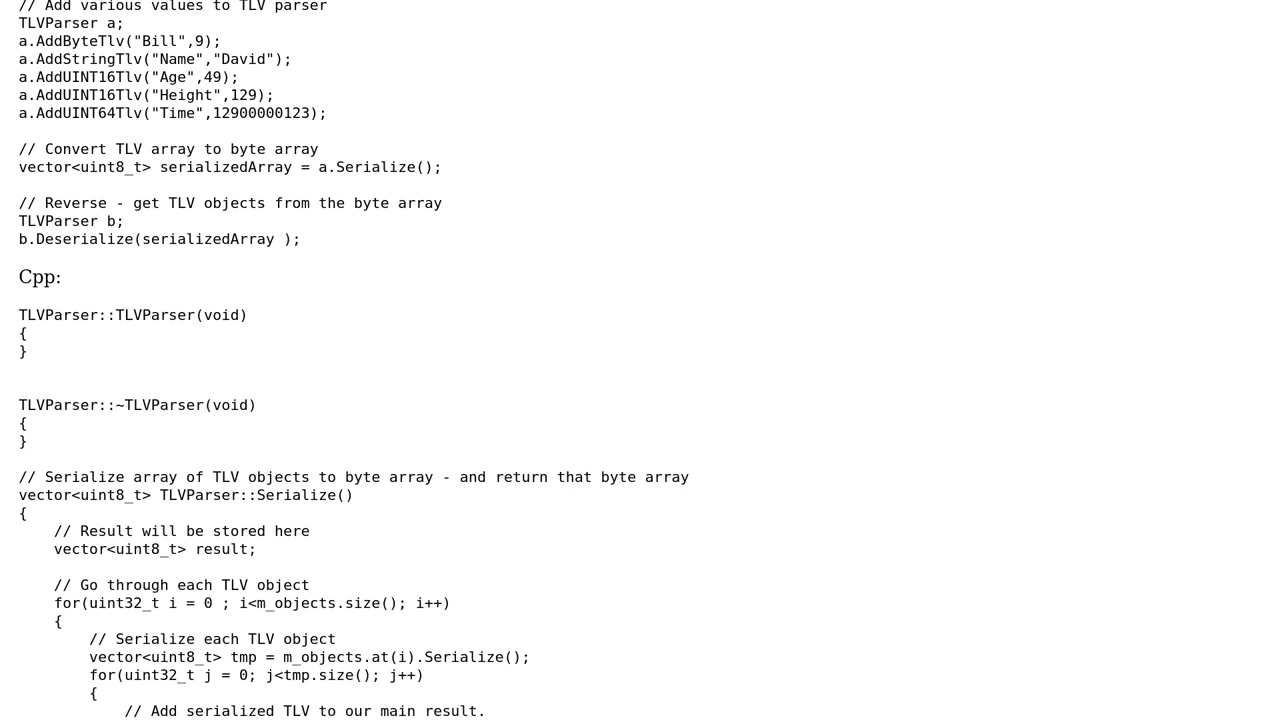 // Add various values to TLV parser
TLVParser a;
a.AddByteTlv("Bill",9);
a.AddStringTlv("Name","David");
a.AddUINT16Tlv("Age",49);
a.AddUINT16Tlv("Height",129);
a.AddUINT64Tlv("Time",12900000123);

// Convert TLV array to byte array
vector<uint8_t> serializedArray = a.Serialize();

// Reverse - get TLV objects from the byte array
TLVParser b;
b.Deserialize(serializedArray );

Cpp:

TLVParser::TLVParser(void)
{
}


TLVParser::~TLVParser(void)
{
}

// Serialize array of TLV objects to byte array - and return that byte array
vector<uint8_t> TLVParser::Serialize()
{
    // Result will be stored here
    vector<uint8_t> result;

    // Go through each TLV object
    for(uint32_t i = 0 ; i<m_objects.size(); i++)
    {
        // Serialize each TLV object
        vector<uint8_t> tmp = m_objects.at(i).Serialize();
        for(uint32_t j = 0; j<tmp.size(); j++)
        {
            // Add serialized TLV to our main result.